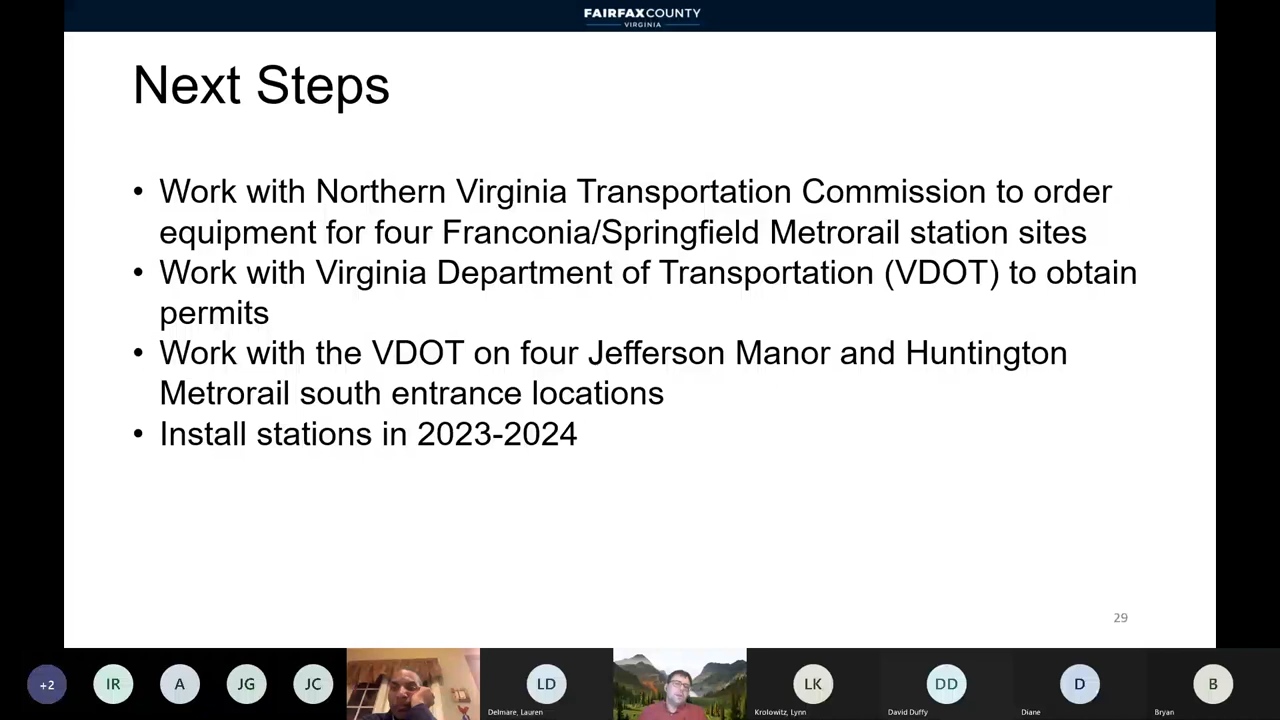 FAIRFAX COUNTY
VIRGINIA
Next Steps
• Work with Northern Virginia Transportation Commission to order
equipment for four Franconia/Springfield Metrorail station sites
• Work with Virginia Department of Transportation (VDOT) to obtain
permits
• Work with the VDOT on four Jefferson Manor and Huntington
Metrorail south entrance locations
• Install stations in 2023-2024
29
+2 IR A JG JC LD LK DD D B
Delmare, Lauren Krolowitz, Lynn David Duffy Diane Bryan